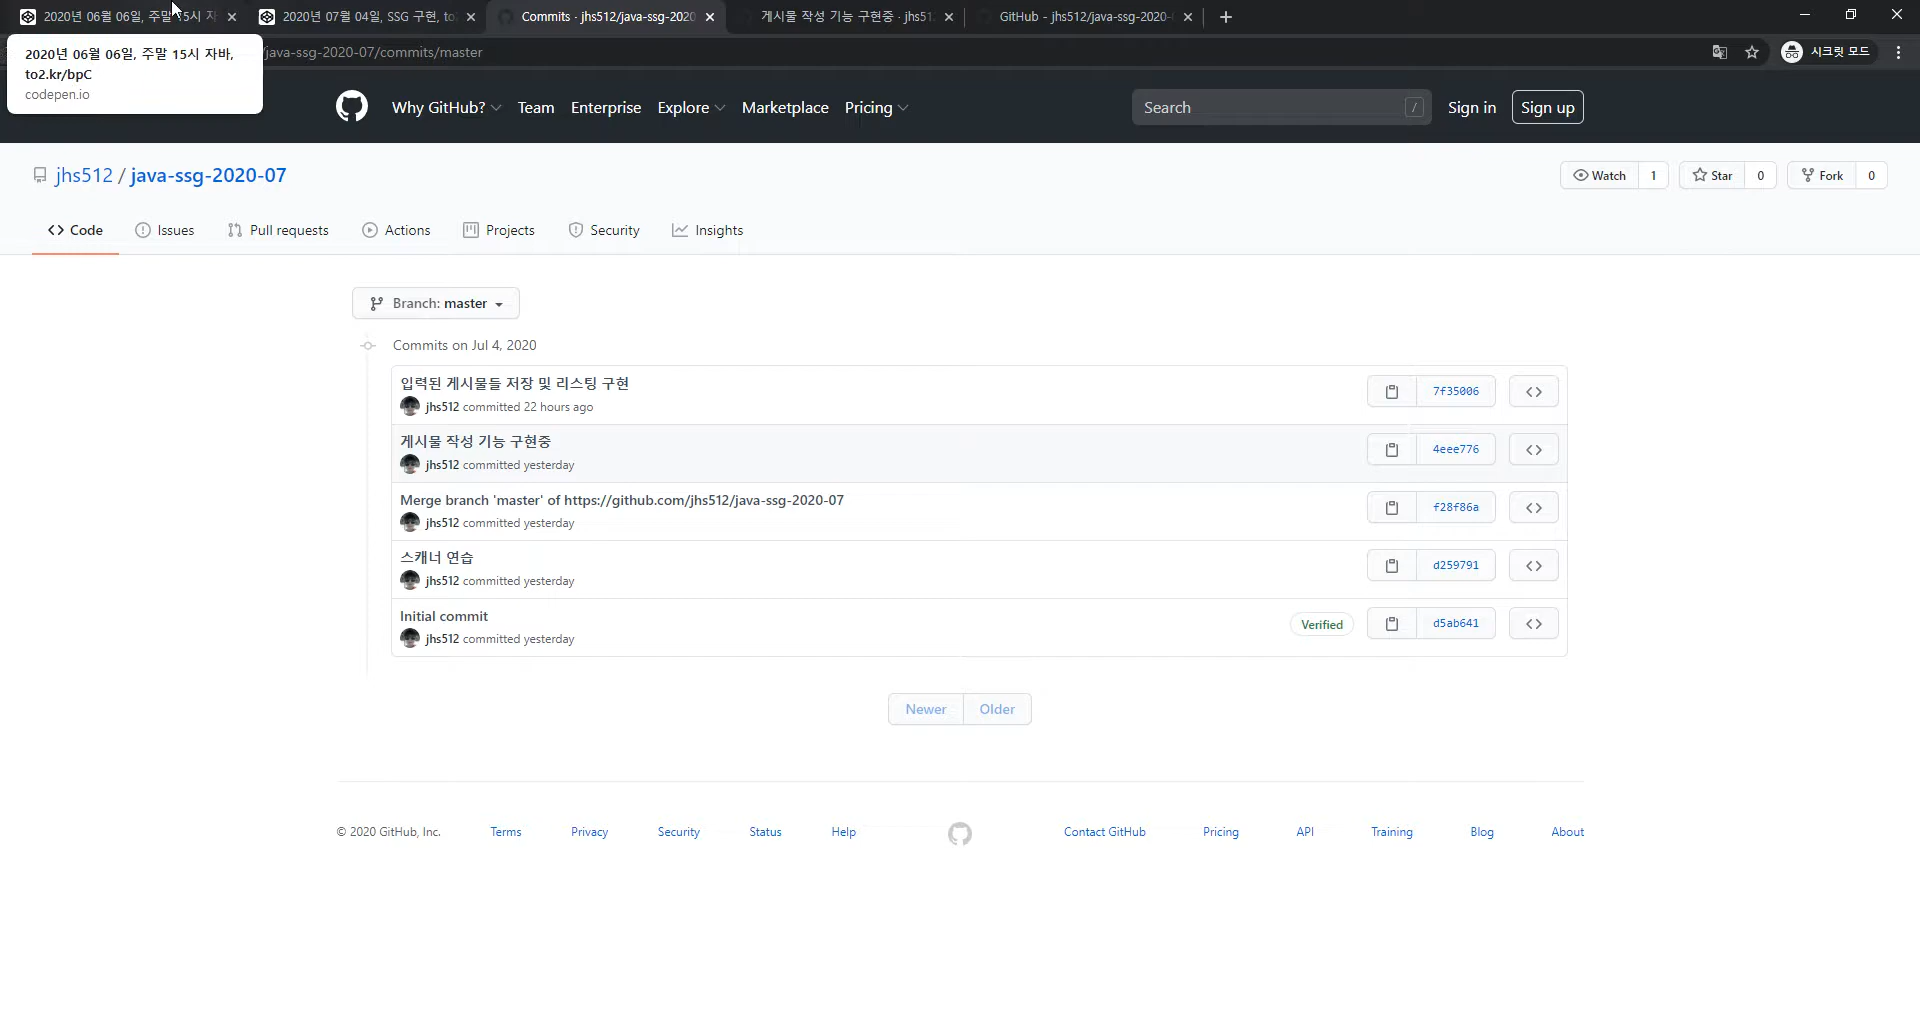 2020년 06월 06일, 주말 15시 자
2020년 07월 04일, SSG 구현, to
Commits · jhs512/java-ssg-2020
게시물 작성 기능 구현중 · jhs51
GitHub - jhs512/java-ssg-2020-
2020년 06월 06일, 주말 15시 자바,
to2.kr/bpC
codepen.io
/java-ssg-2020-07/commits/master
시크릿 모드
Why GitHub? Team Enterprise Explore Marketplace Pricing
Search /
Sign in Sign up
jhs512 / java-ssg-2020-07
Watch 1 Star 0 Fork 0
Code Issues Pull requests Actions Projects Security Insights
Branch: master
Commits on Jul 4, 2020
입력된 게시물들 저장 및 리스팅 구현
jhs512 committed 22 hours ago
7f35006
게시물 작성 기능 구현중
jhs512 committed yesterday
4eee776
Merge branch 'master' of https://github.com/jhs512/java-ssg-2020-07
jhs512 committed yesterday
f28f86a
스캐너 연습
jhs512 committed yesterday
d259791
Initial commit
jhs512 committed yesterday
Verified d5ab641
Newer Older
© 2020 GitHub, Inc. Terms Privacy Security Status Help Contact GitHub Pricing API Training Blog About